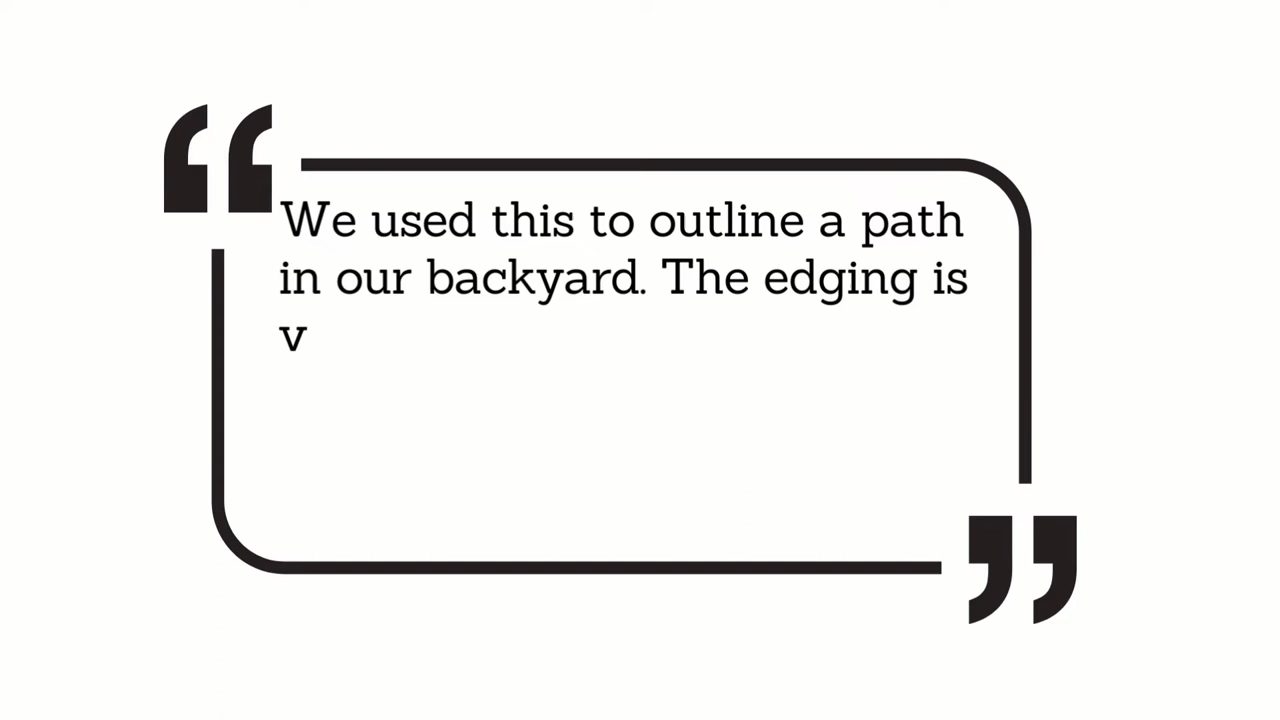 We used this to outline a path
in our backyard. The edging is
v